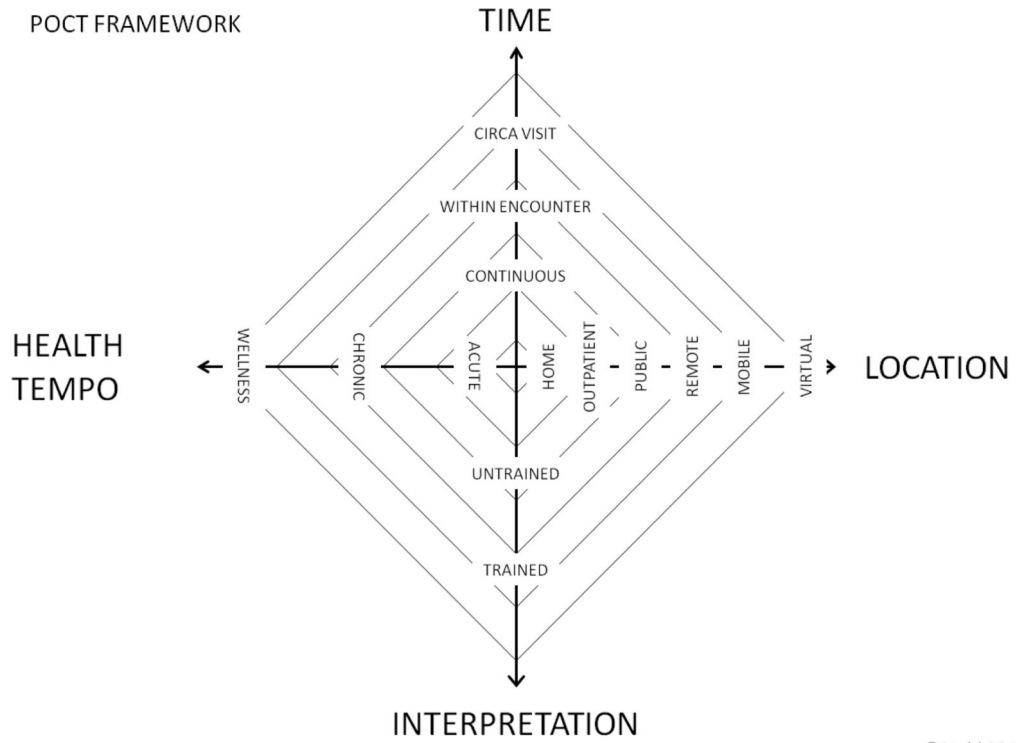 POCT FRAMEWORK
TIME
CIRCA VISIT
WITHIN ENCOUNTER
CONTINUOUS
HEALTH
TEMPO
WELLNESS
CHRONIC
ACUTE
HOME
OUTPATIENT
PUBLIC
REMOTE
MOBILE
VIRTUAL
LOCATION
UNTRAINED
TRAINED
INTERPRETATION